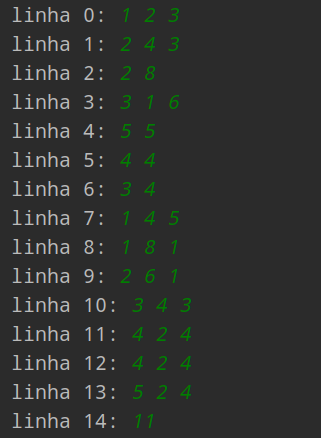 linha 0: 1 2 3
linha 1: 2 4 3
linha 2: 2 8
linha 3: 3 1 6
linha 4: 5 5
linha 5: 4 4
linha 6: 3 4
linha 7: 1 4 5
linha 8: 1 8 1
linha 9: 2 6 1
linha 10: 3 4 3
linha 11: 4 2 4
linha 12: 4 2 4
linha 13: 5 2 4
linha 14: 11